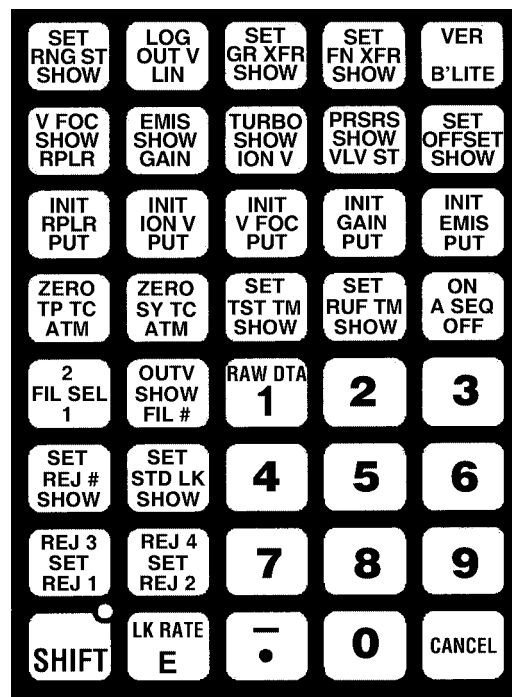 SET
RNG ST
SHOW
LOG
OUT V
LIN
SET
GR XFR
SHOW
SET
FN XFR
SHOW
VER
B'LITE
V FOC
SHOW
RPLR
EMIS
SHOW
GAIN
TURBO
SHOW
ION V
PRSRS
SHOW
VLV ST
SET
OFFSET
SHOW
INIT
RPLR
PUT
INIT
ION V
PUT
INIT
V FOC
PUT
INIT
GAIN
PUT
INIT
EMIS
PUT
ZERO
TP TC
ATM
ZERO
SY TC
ATM
SET
TST TM
SHOW
SET
RUF TM
SHOW
ON
A SEQ
OFF
2
FIL SEL
1
OUTV
SHOW
FIL #
RAW DTA
1
2
3
SET
REJ #
SHOW
SET
STD LK
SHOW
4
5
6
REJ 3
SET
REJ 1
REJ 4
SET
REJ 2
7
8
9
SHIFT
LK RATE
E
–
•
0
CANCEL